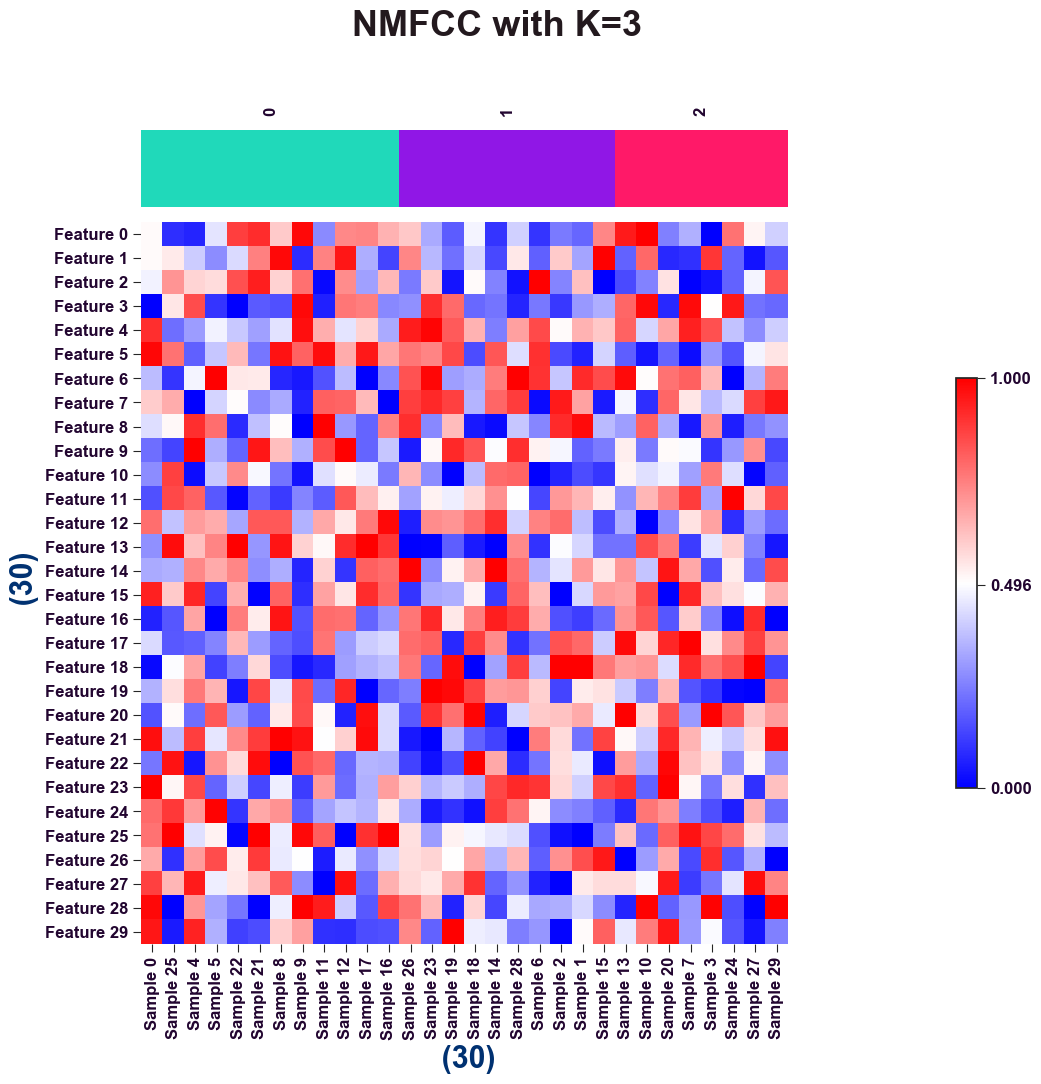 NMFCC with K=3
0
1
2
Feature 0
Feature 1
Feature 2
Feature 3
Feature 4
Feature 5
Feature 6
Feature 7
Feature 8
Feature 9
Feature 10
Feature 11
Feature 12
Feature 13
Feature 14
Feature 15
Feature 16
Feature 17
Feature 18
Feature 19
Feature 20
Feature 21
Feature 22
Feature 23
Feature 24
Feature 25
Feature 26
Feature 27
Feature 28
Feature 29
(30)
1.000
0.496
0.000
Sample 0
Sample 25
Sample 4
Sample 5
Sample 22
Sample 21
Sample 8
Sample 9
Sample 11
Sample 12
Sample 17
Sample 16
Sample 26
Sample 23
Sample 19
Sample 18
Sample 14
Sample 28
Sample 6
Sample 2
Sample 1
Sample 15
Sample 13
Sample 10
Sample 20
Sample 7
Sample 3
Sample 24
Sample 27
Sample 29
(30)